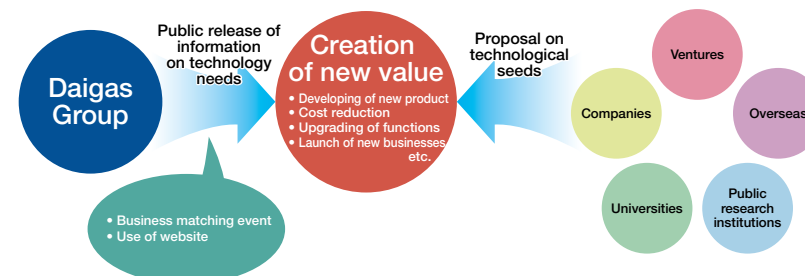 Daigas
Group
Public release of
information
on technology
needs
Creation
of new value
• Developing of new product
• Cost reduction
• Upgrading of functions
• Launch of new businesses
etc.
Proposal on
technological
seeds
Ventures
Companies
Overseas
Universities
Public
research
institutions
• Business matching event
• Use of website